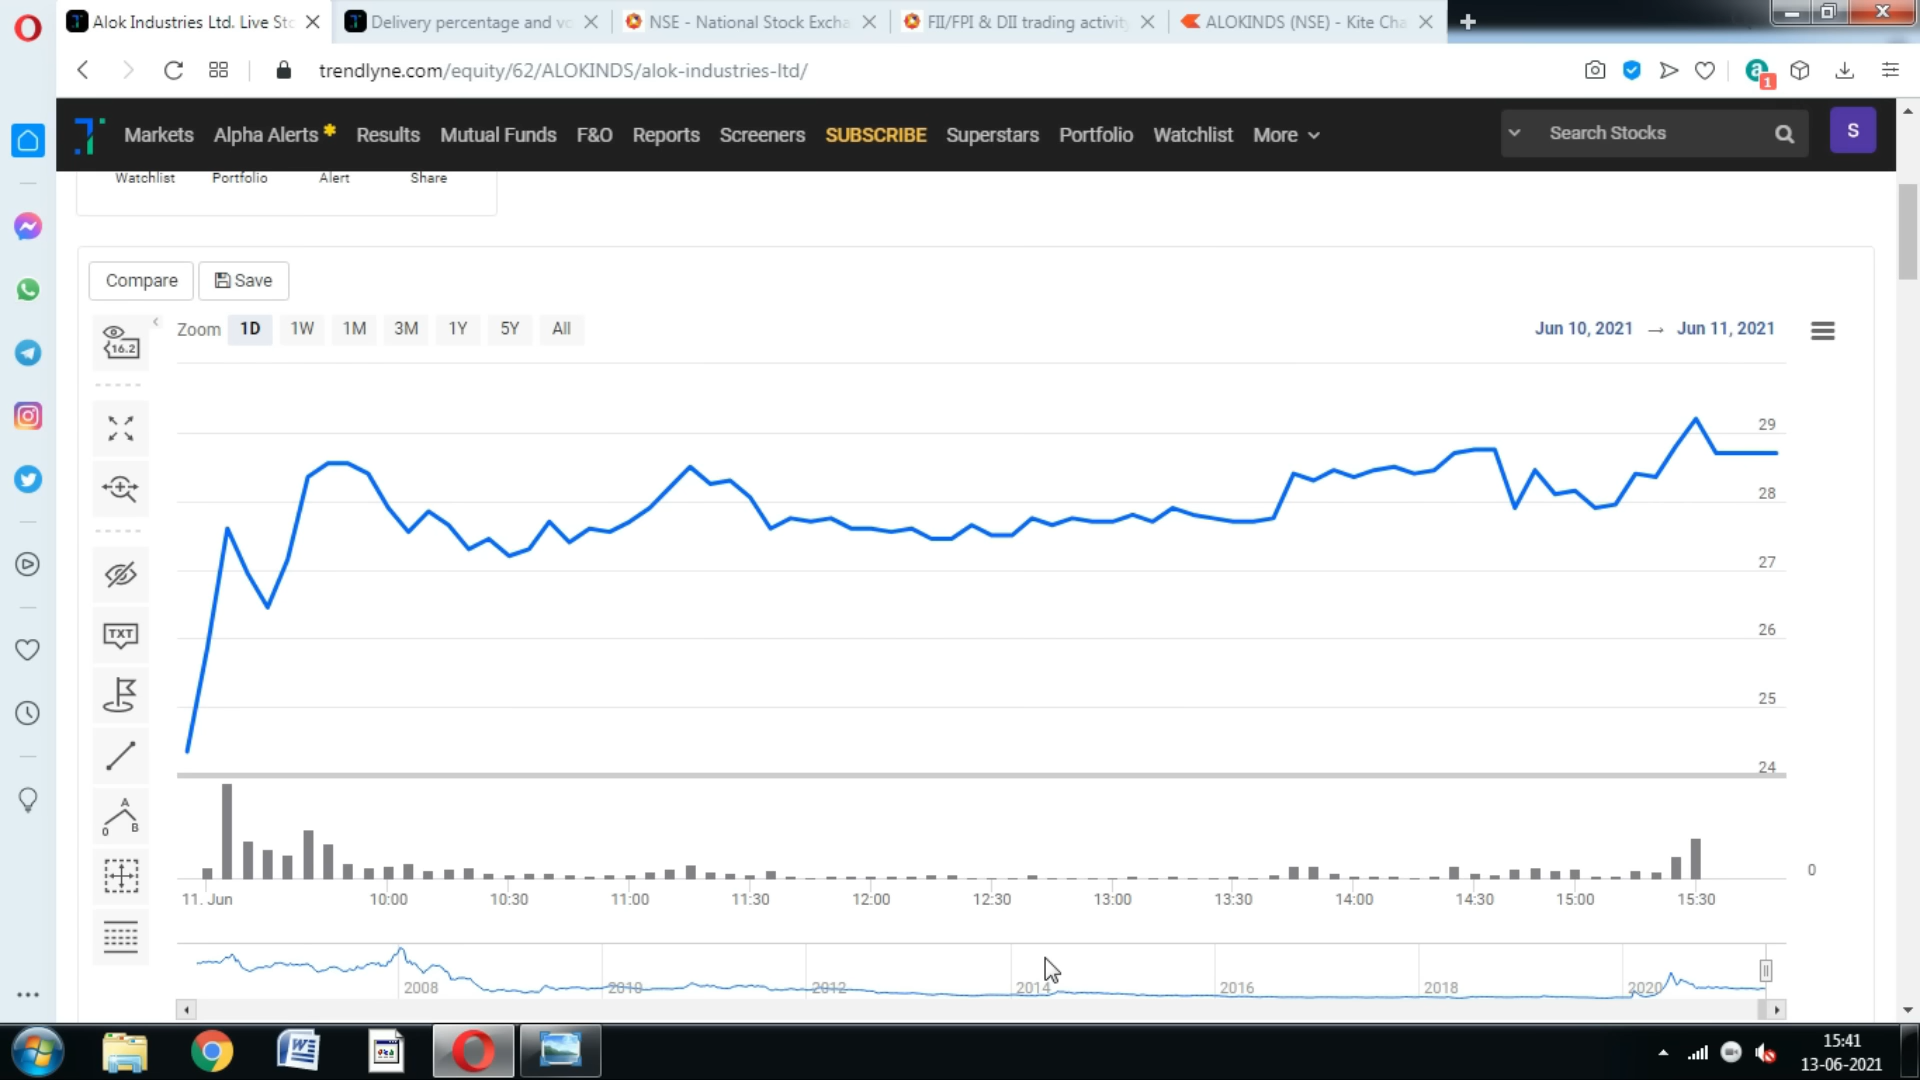 Alok Industries Ltd. Live Sto
Delivery percentage and vo
NSE - National Stock Excha
FII/FPI & DII trading activity
ALOKINDS (NSE) - Kite Cha
trendlyne.com/equity/62/ALOKINDS/alok-industries-ltd/
a 1
Markets Alpha Alerts * Results Mutual Funds F&O Reports Screeners SUBSCRIBE Superstars Portfolio Watchlist More
Search Stocks
S
Watchlist Portfolio Alert Share
Compare Save
16.2
Zoom 1D 1W 1M 3M 1Y 5Y All
Jun 10, 2021 → Jun 11, 2021
29
28
27
26
25
24
TXT
A
0 B
0
11. Jun 10:00 10:30 11:00 11:30 12:00 12:30 13:00 13:30 14:00 14:30 15:00 15:30
2008 2010 2012 2014 2016 2018 2020
15:41
13-06-2021